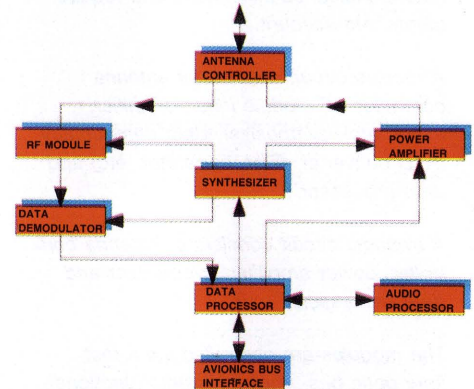 ANTENNA
CONTROLLER
RF MODULE
POWER
AMPLIFIER
SYNTHESIZER
DATA
DEMODULATOR
DATA
PROCESSOR
AUDIO
PROCESSOR
AVIONICS BUS
INTERFACE